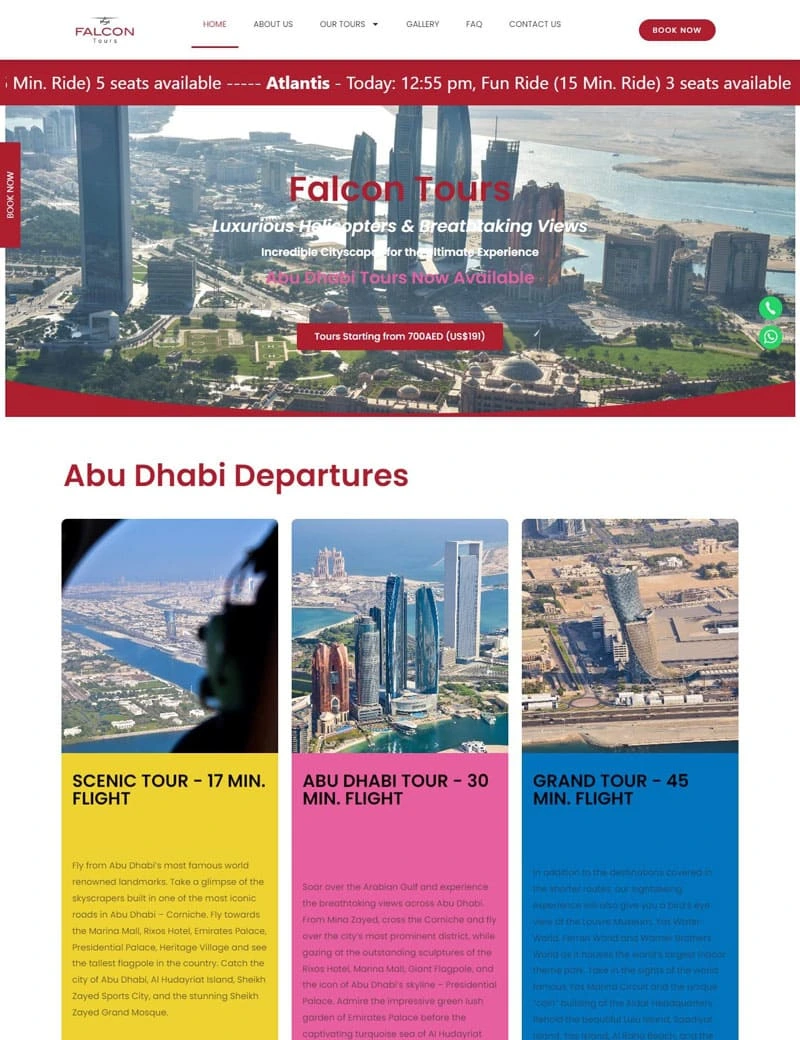 FALCON
Tours
HOME
ABOUT US
OUR TOURS
GALLERY
FAQ
CONTACT US
BOOK NOW
Min. Ride) 5 seats available ----- Atlantis - Today: 12:55 pm, Fun Ride (15 Min. Ride) 3 seats available
BOOK NOW
Falcon Tours
Luxurious Helicopters & Breathtaking Views
Incredible Cityscapes for the Ultimate Experience
Abu Dhabi Tours Now Available
Tours Starting from 700AED (US$191)
Abu Dhabi Departures
SCENIC TOUR - 17 MIN.
FLIGHT
Fly from Abu Dhabi's most famous world
renowned landmarks. Take a glimpse of the
skyscrapers built in one of the most iconic
roads in Abu Dhabi – Corniche. Fly towards
the Marina Mall, Rixos Hotel, Emirates Palace,
Presidential Palace, Heritage Village and see
the tallest flagpole in the country. Catch the
city of Abu Dhabi, Al Hudayriat Island, Sheikh
Zayed Sports City, and the stunning Sheikh
Zayed Grand Mosque.
ABU DHABI TOUR - 30
MIN. FLIGHT
Soar over the Arabian Gulf and experience
the breathtaking views across Abu Dhabi.
From Mina Zayed, cross the Corniche and fly
over the city's most prominent district, while
gazing at the outstanding sculptures of the
Rixos Hotel, Marina Mall, Giant Flagpole, and
the icon of Abu Dhabi's skyline – Presidential
Palace. Admire the impressive green lush
garden of Emirates Palace before the
captivating turquoise sea of Al Hudayriat
GRAND TOUR - 45
MIN. FLIGHT
In addition to the destinations covered in
the shorter routes, our sightseeing
experience will also give you a bird's eye
view of the Louvre Museum, Yas Water
World, Ferrari World and Warner Brothers
World as it houses the world's largest indoor
theme park. Take in the sights of the world
famous Yas Marina Circuit and the unique
"coin" building of the Aldar Headquarters.
Behold the beautiful Lulu Island, Saadiyat
Island, Yas Island, Al Raha Beach, and the